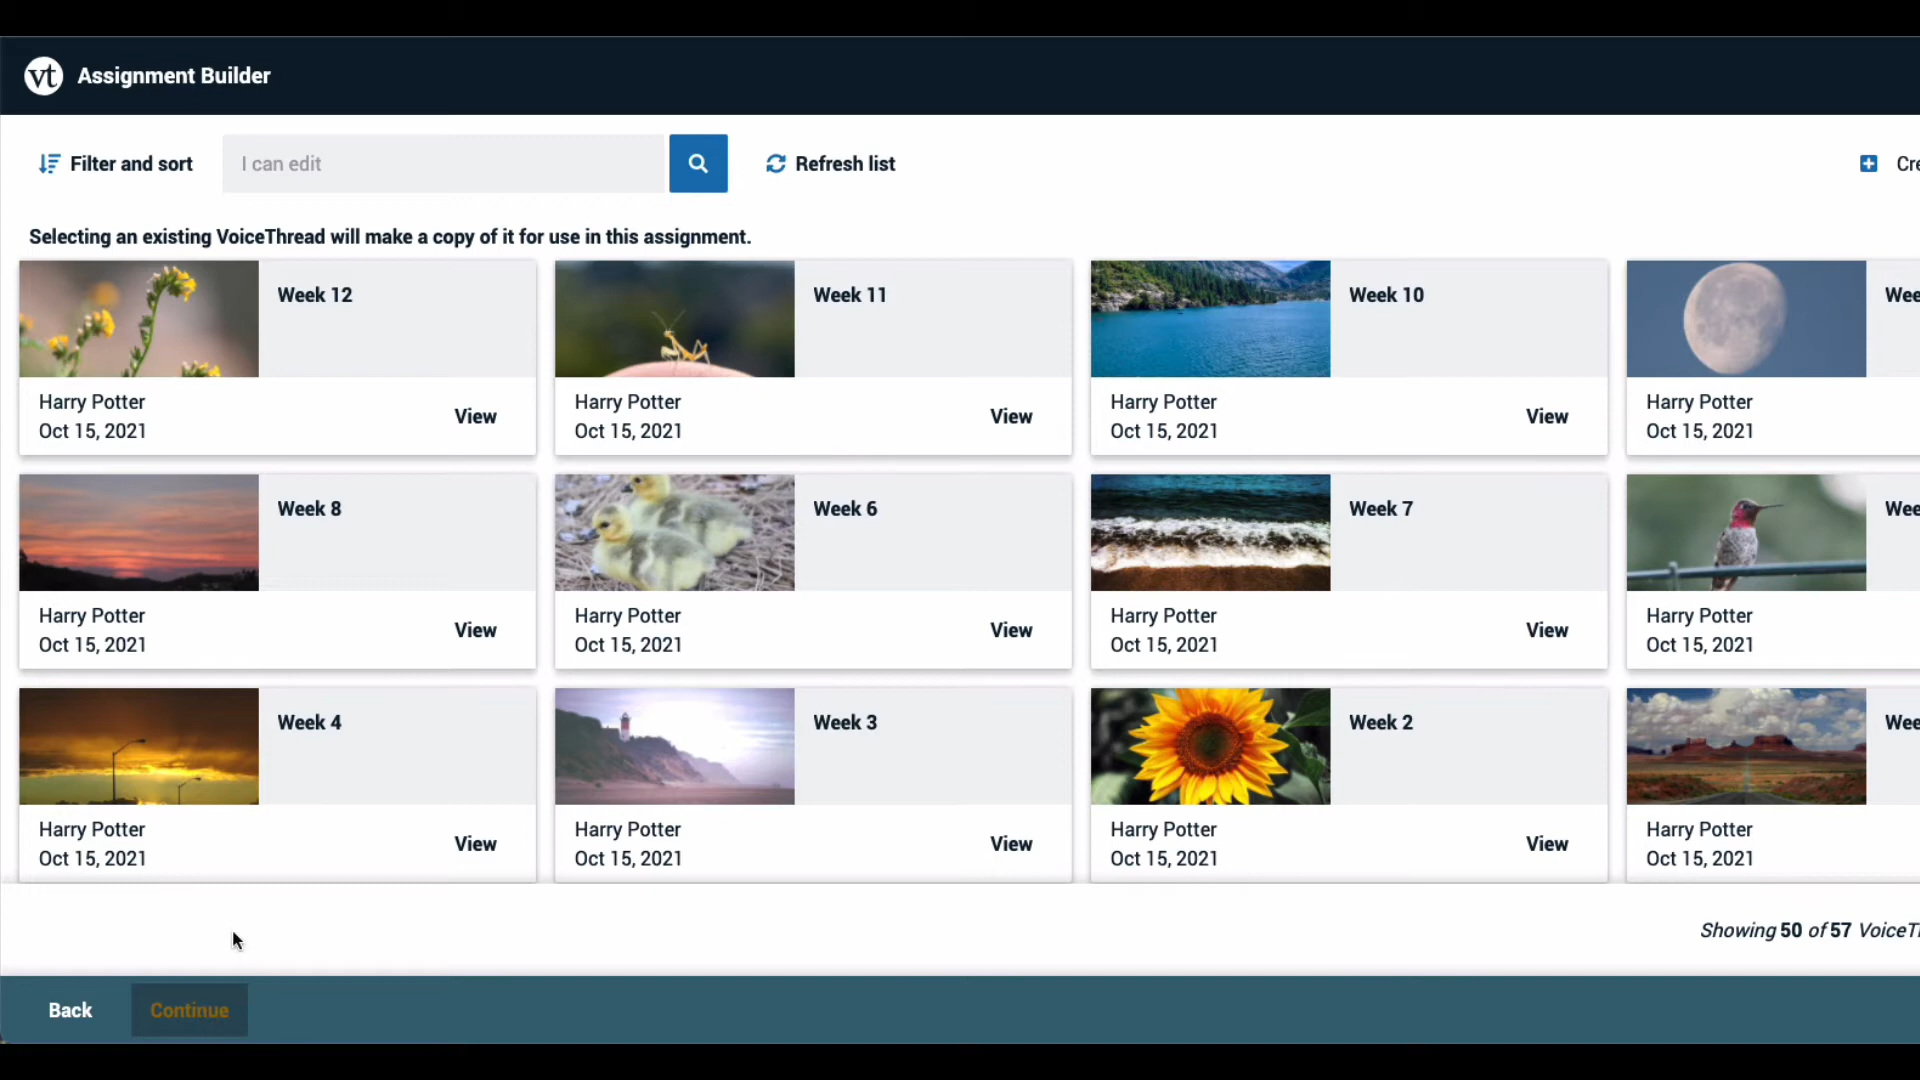 vt Assignment Builder
Filter and sort
I can edit
Refresh list
Cre
Selecting an existing VoiceThread will make a copy of it for use in this assignment.
Week 12
Harry Potter
Oct 15, 2021
View
Week 11
Harry Potter
Oct 15, 2021
View
Week 10
Harry Potter
Oct 15, 2021
View
Wee
Harry Potter
Oct 15, 2021
Week 8
Harry Potter
Oct 15, 2021
View
Week 6
Harry Potter
Oct 15, 2021
View
Week 7
Harry Potter
Oct 15, 2021
View
Wee
Harry Potter
Oct 15, 2021
Week 4
Harry Potter
Oct 15, 2021
View
Week 3
Harry Potter
Oct 15, 2021
View
Week 2
Harry Potter
Oct 15, 2021
View
Wee
Harry Potter
Oct 15, 2021
Showing 50 of 57 VoiceT
Back
Continue